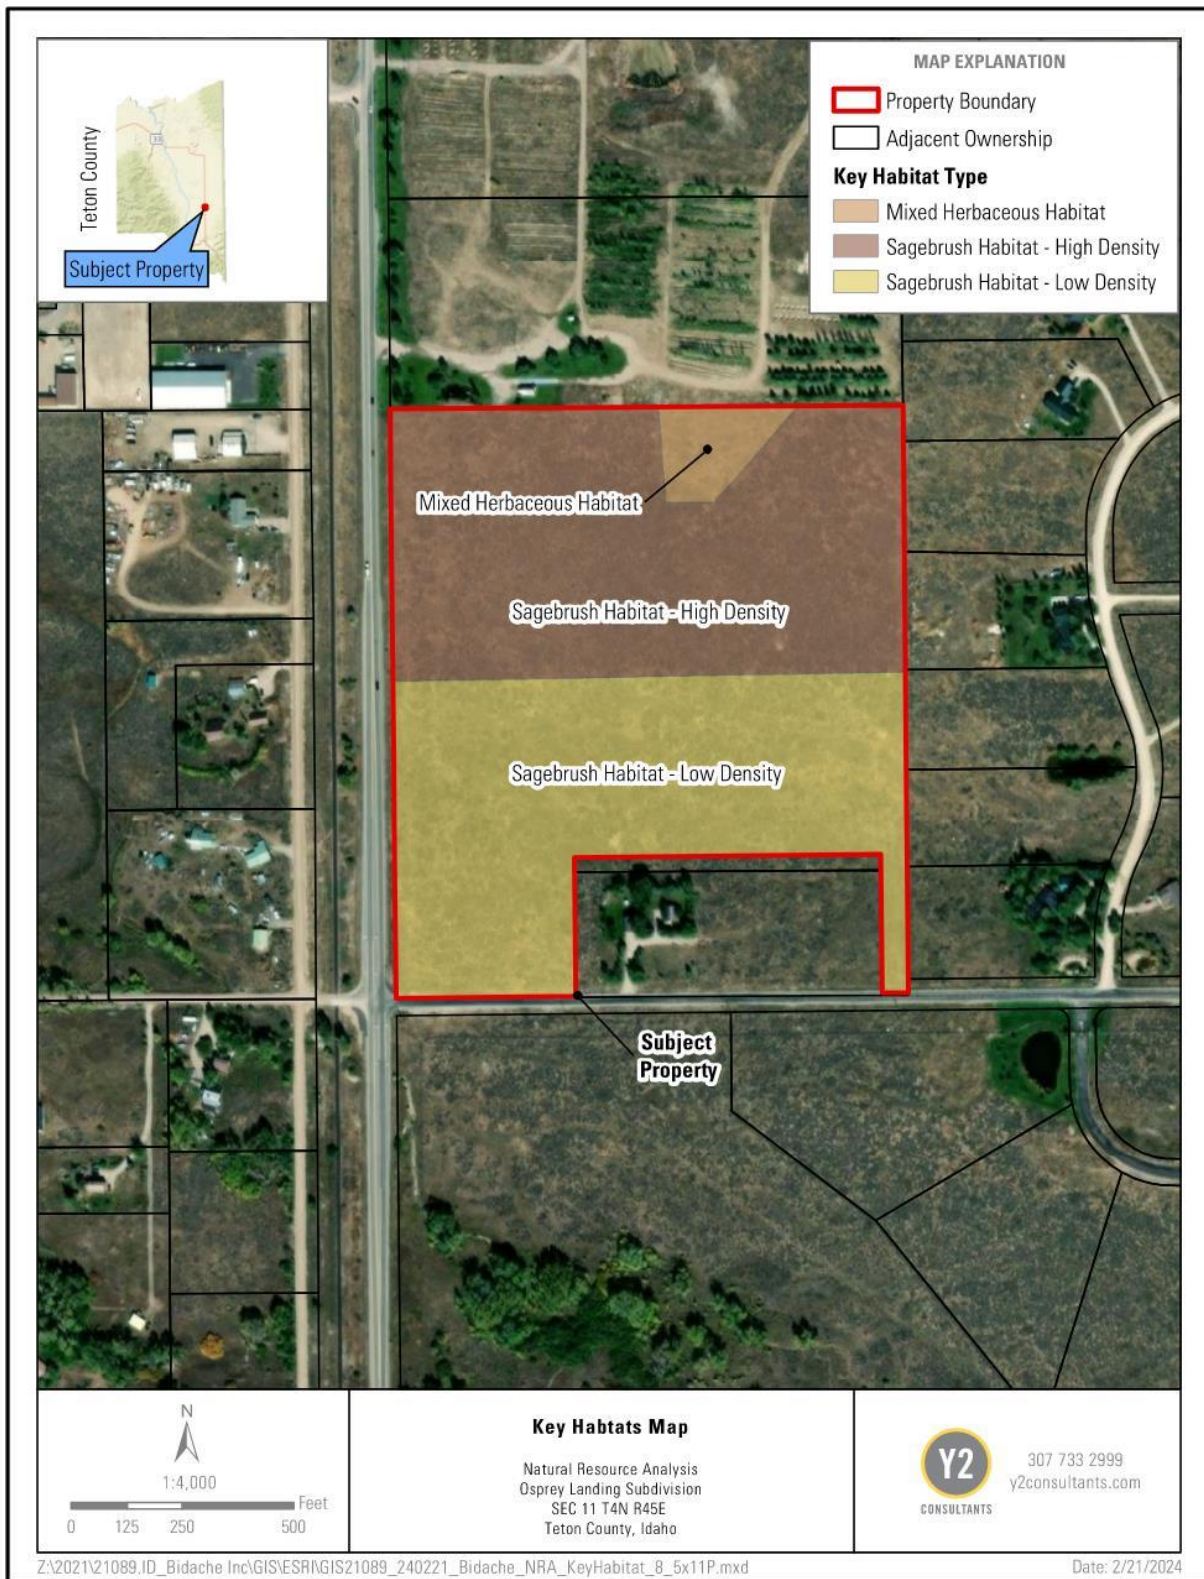 Teton County
33
Subject Property
MAP EXPLANATION
Property Boundary
Adjacent Ownership
Key Habitat Type
Mixed Herbaceous Habitat
Sagebrush Habitat - High Density
Sagebrush Habitat - Low Density
Mixed Herbaceous Habitat
Sagebrush Habitat - High Density
Sagebrush Habitat - Low Density
Subject
Property
N
1:4,000
Feet
0 125 250 500
Key Habtats Map
Natural Resource Analysis
Osprey Landing Subdivision
SEC 11 T4N R45E
Teton County, Idaho
Y2
CONSULTANTS
307 733 2999
y2consultants.com
Z:\2021\21089.ID_Bidache Inc\GIS\ESRI\GIS21089_240221_Bidache_NRA_KeyHabitat_8_5x11P.mxd
Date: 2/21/2024